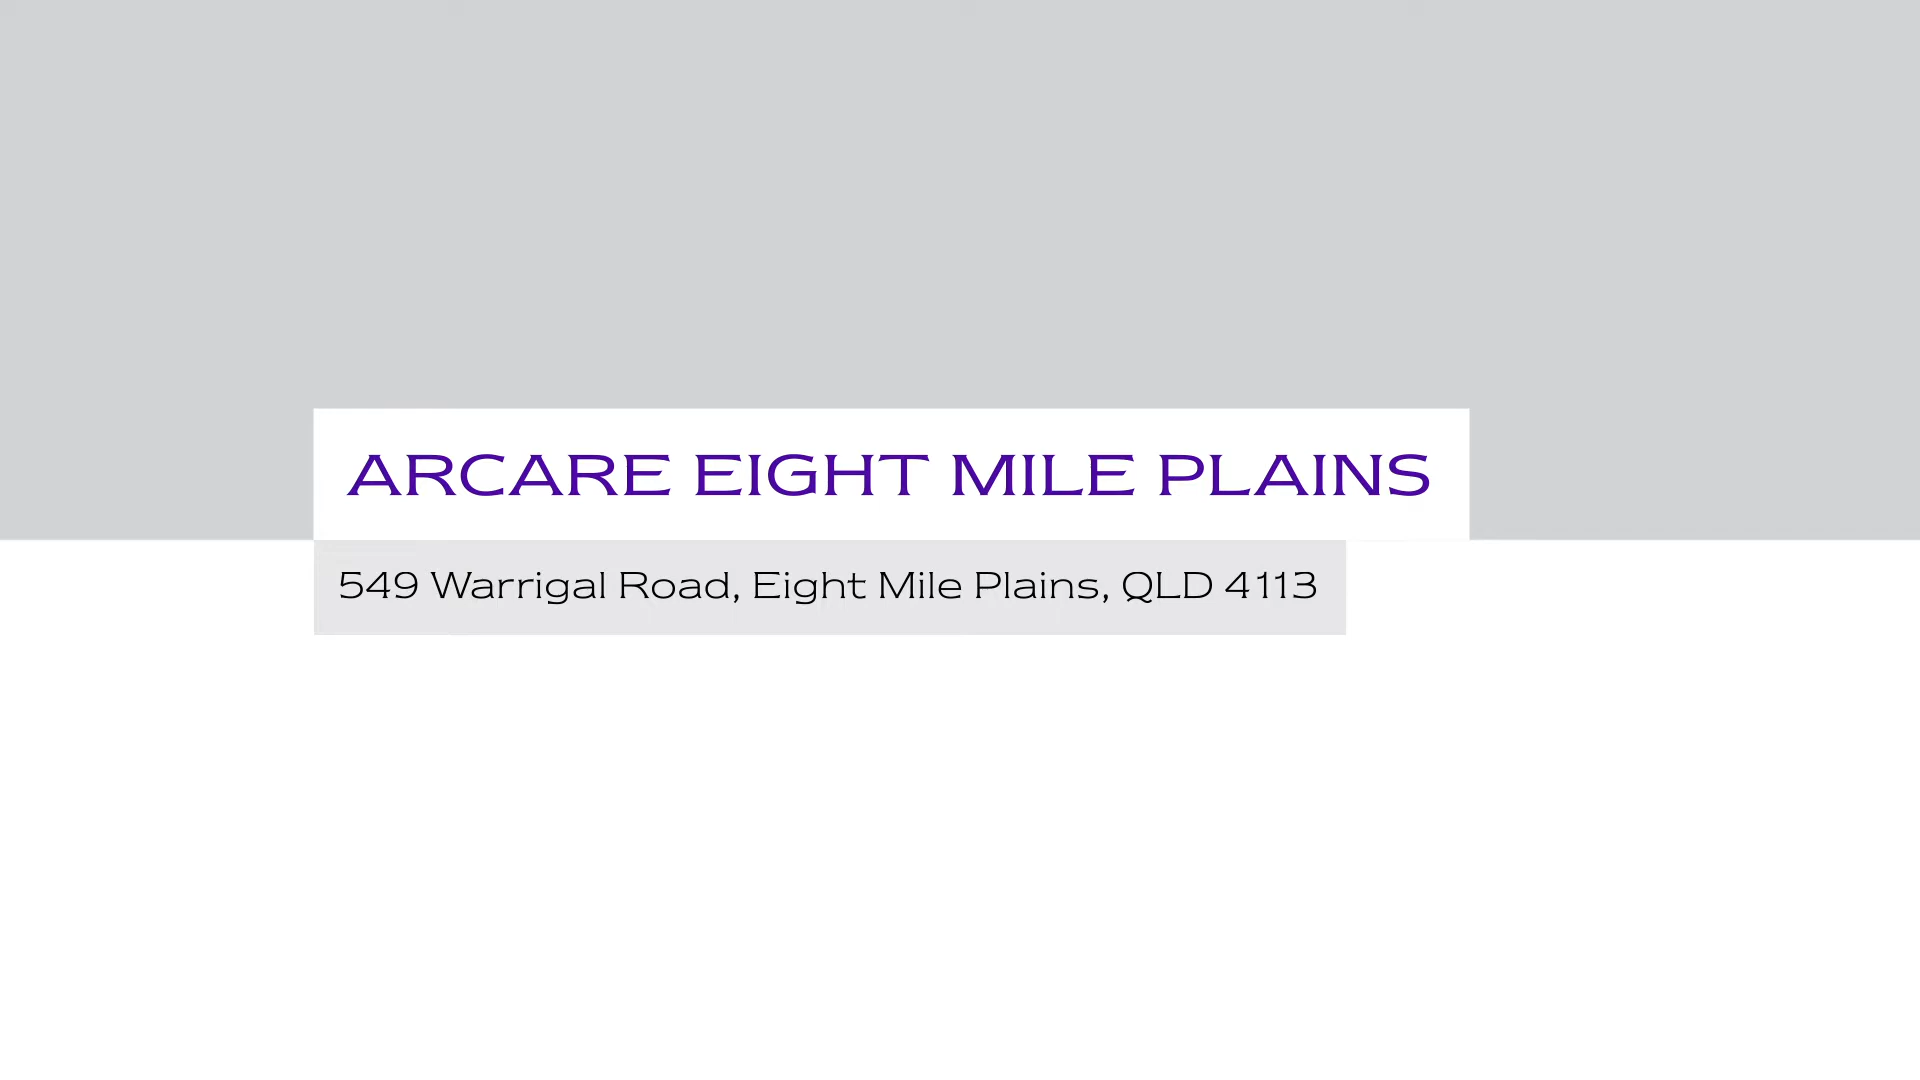 ARCARE EIGHT MILE PLAINS
549 Warrigal Road, Eight Mile Plains, QLD 4113